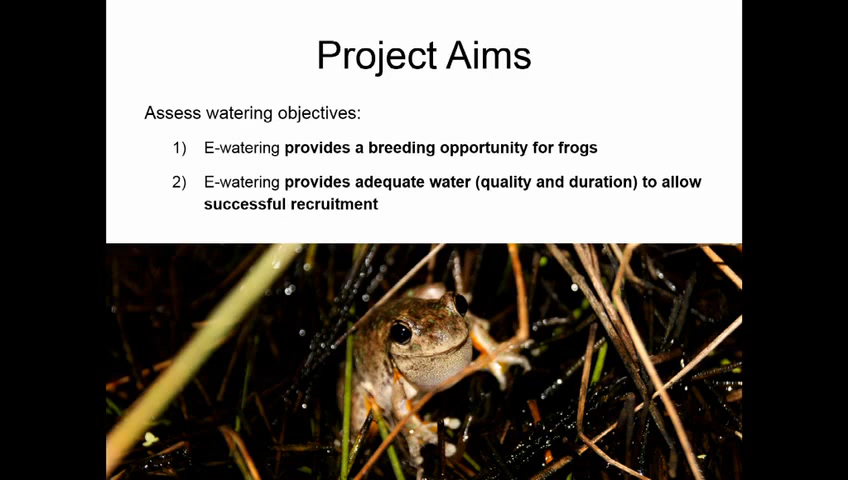 Project Aims
Assess watering objectives:
1) E-watering provides a breeding opportunity for frogs
2) E-watering provides adequate water (quality and duration) to allow
successful recruitment